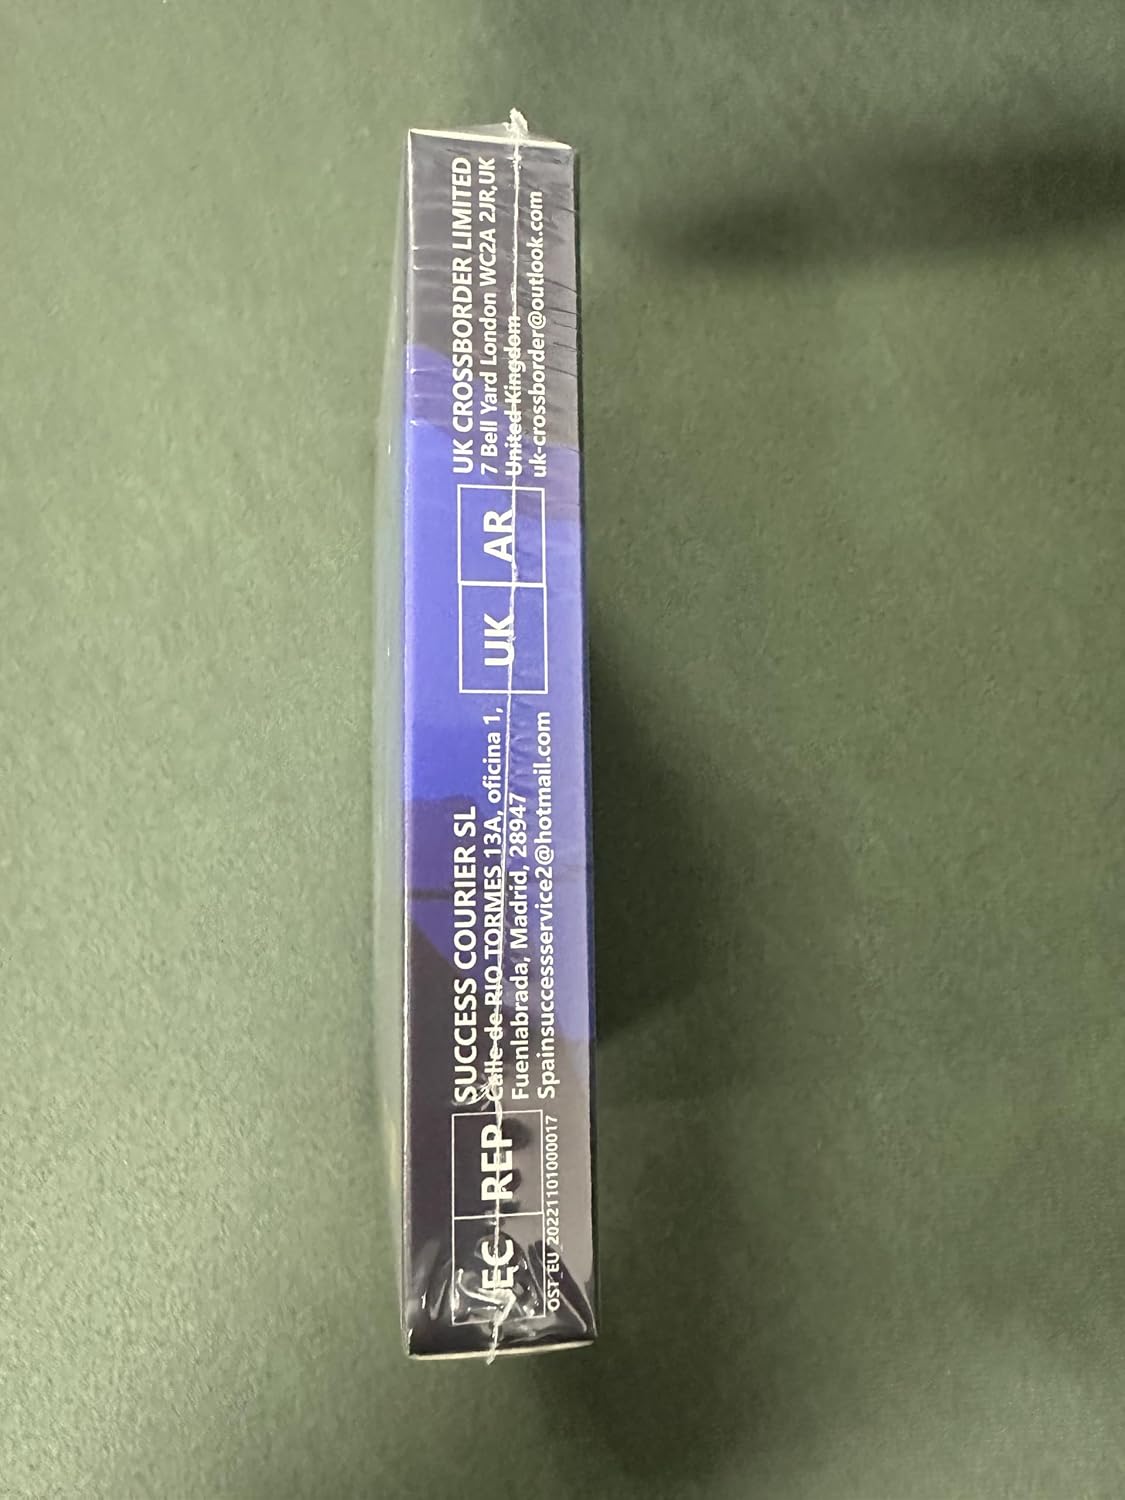 EC REP
OST_EU_20221101000017
SUCCESS COURIER SL
Calle de RIO TORMES 13A, oficina 1,
Fuenlabrada, Madrid, 28947
Spainsuccessservice2@hotmail.com
UK AR
UK CROSSBORDER LIMITED
7 Bell Yard London WC2A 2JR,UK
United Kingdom
uk-crossborder@outlook.com